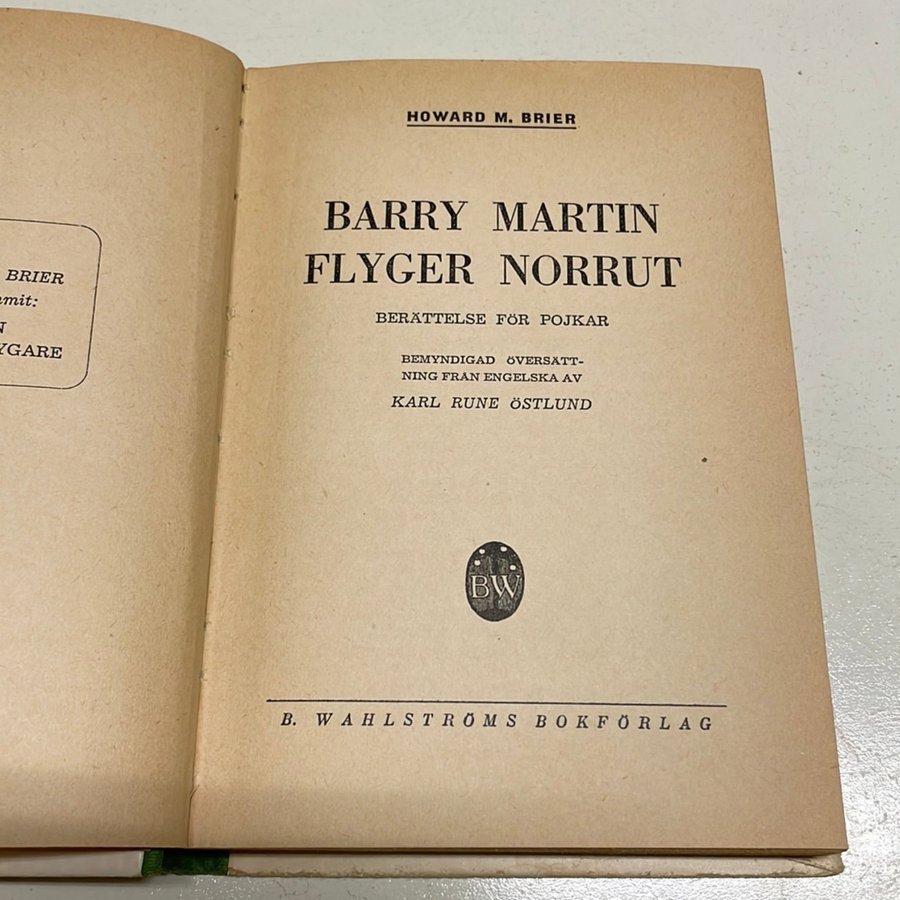 BRIER
mit:
N
YGARE
HOWARD M. BRIER
BARRY MARTIN
FLYGER NORRUT
BERÄTTELSE FÖR POJKAR
BEMYNDIGAD ÖVERSÄTT-
NING FRÅN ENGELSKA AV
KARL RUNE ÖSTLUND
BW
B. WAHLSTRÖMS BOKFÖRLAG